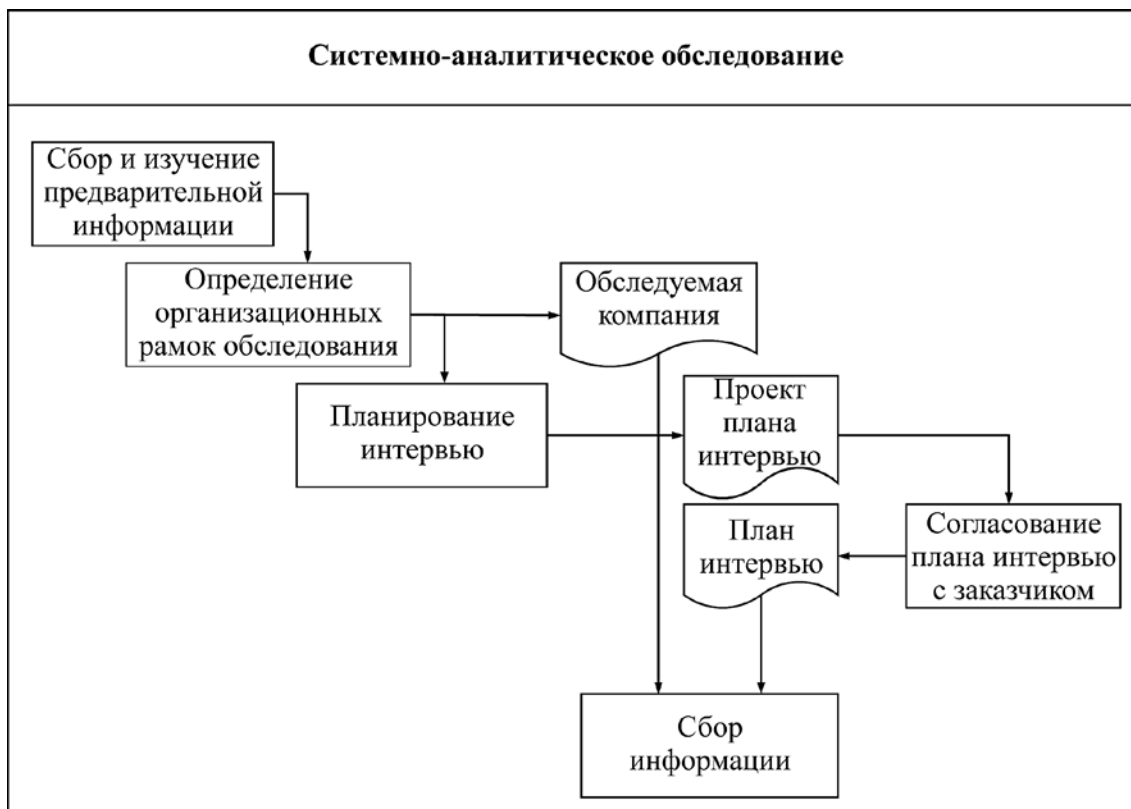 Системно-аналитическое обследование
Сбор и изучение
предварительной
информации
Определение
организационных
рамок обследования
Обследуемая
компания
Планирование
интервью
Проект
плана
интервью
План
интервью
Согласование
плана интервью
с заказчиком
Сбор
информации